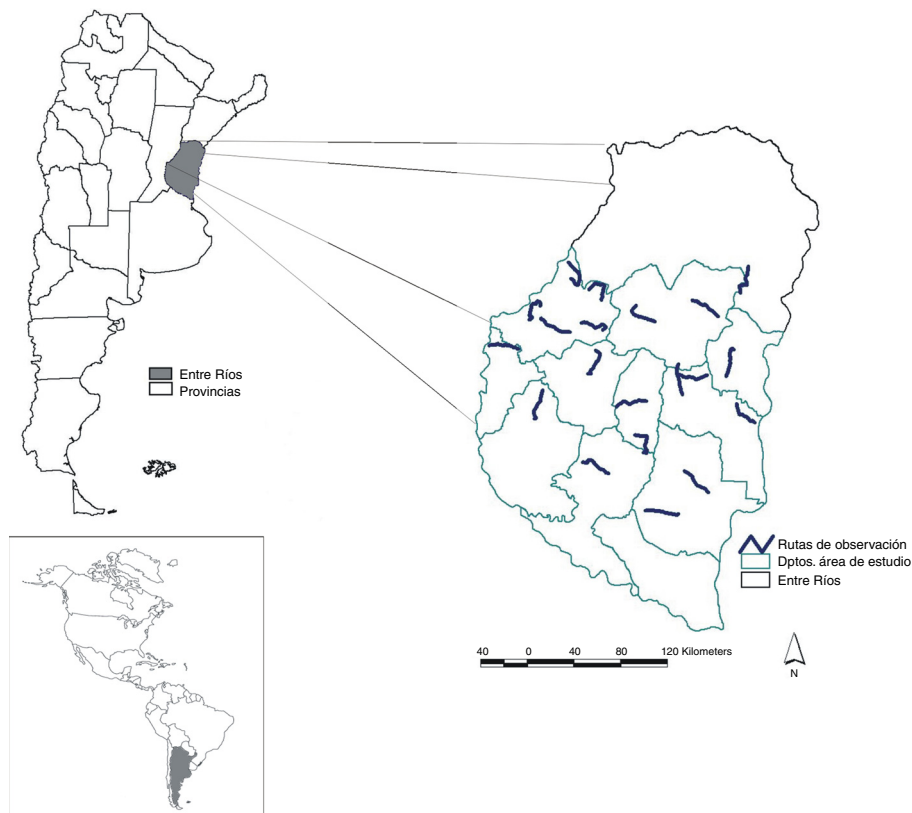 Entre Ríos
Provincias
Rutas de observación
Dptos. área de estudio
Entre Ríos
40 0 40 80 120 Kilometers
N